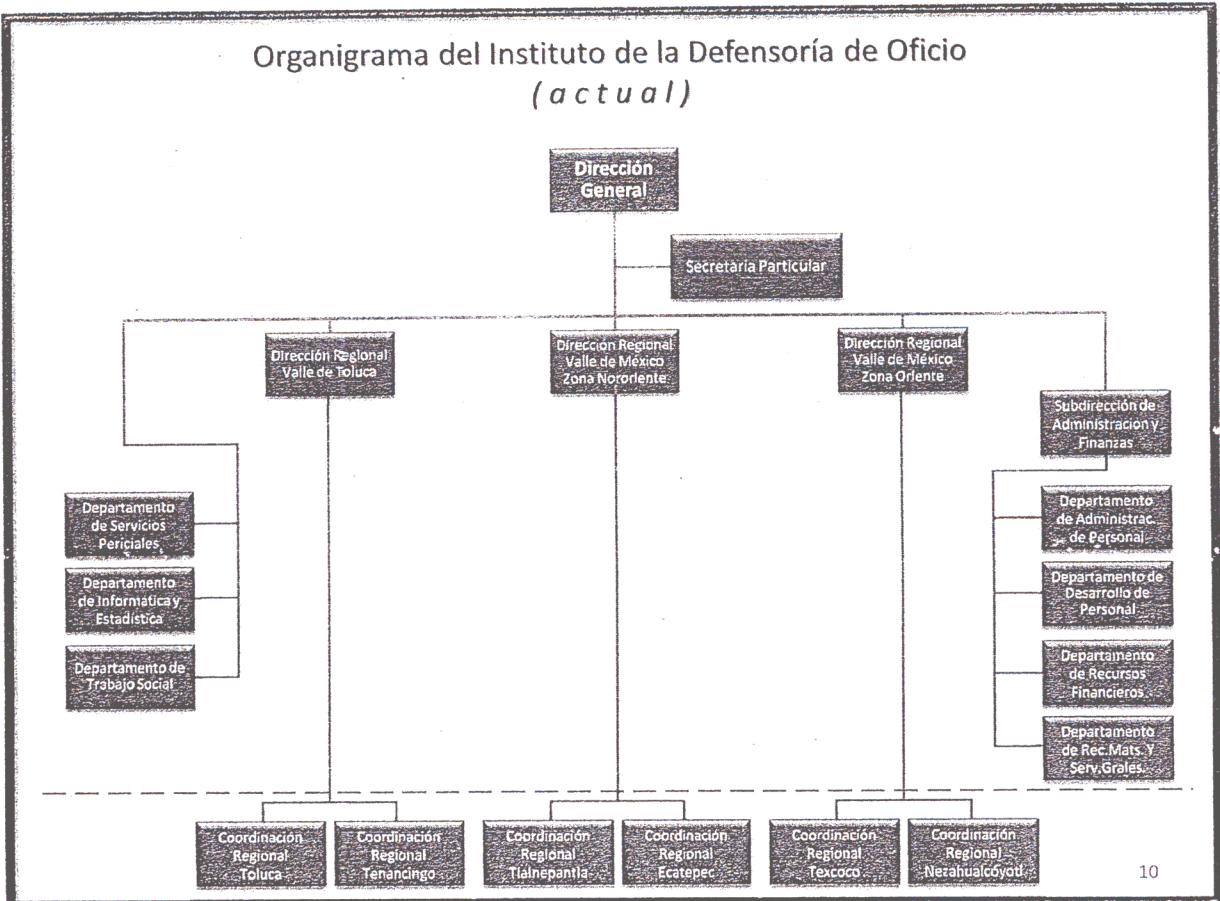 Organigrama del Instituto de la Defensoría de Oficio
(actual)
Dirección
General
Secretaria Particular
Dirección Regional
Valle de Toluca
Dirección Regional
Valle de México
Zona Nororiente
Dirección Regional
Valle de México
Zona Oriente
Subdirección de
Administración y
Finanzas
Departamento
de Servicios
Periciales
Departamento
de Informática y
Estadística
Departamento de
Trabajo Social
Departamento
de Administrac.
de Personal
Departamento de
Desarrollo de
Personal
Departamento
de Recursos
Financieros
Departamento
de Rec.Mats. Y
Serv.Grales.
Coordinación
Regional
Toluca
Coordinación
Regional
Tenancingo
Coordinación
Regional
Tlalnepantla
Coordinación
Regional
Ecatepec
Coordinación
Regional
Texcoco
Coordinación
Regional
Nezahualcóyotl
10